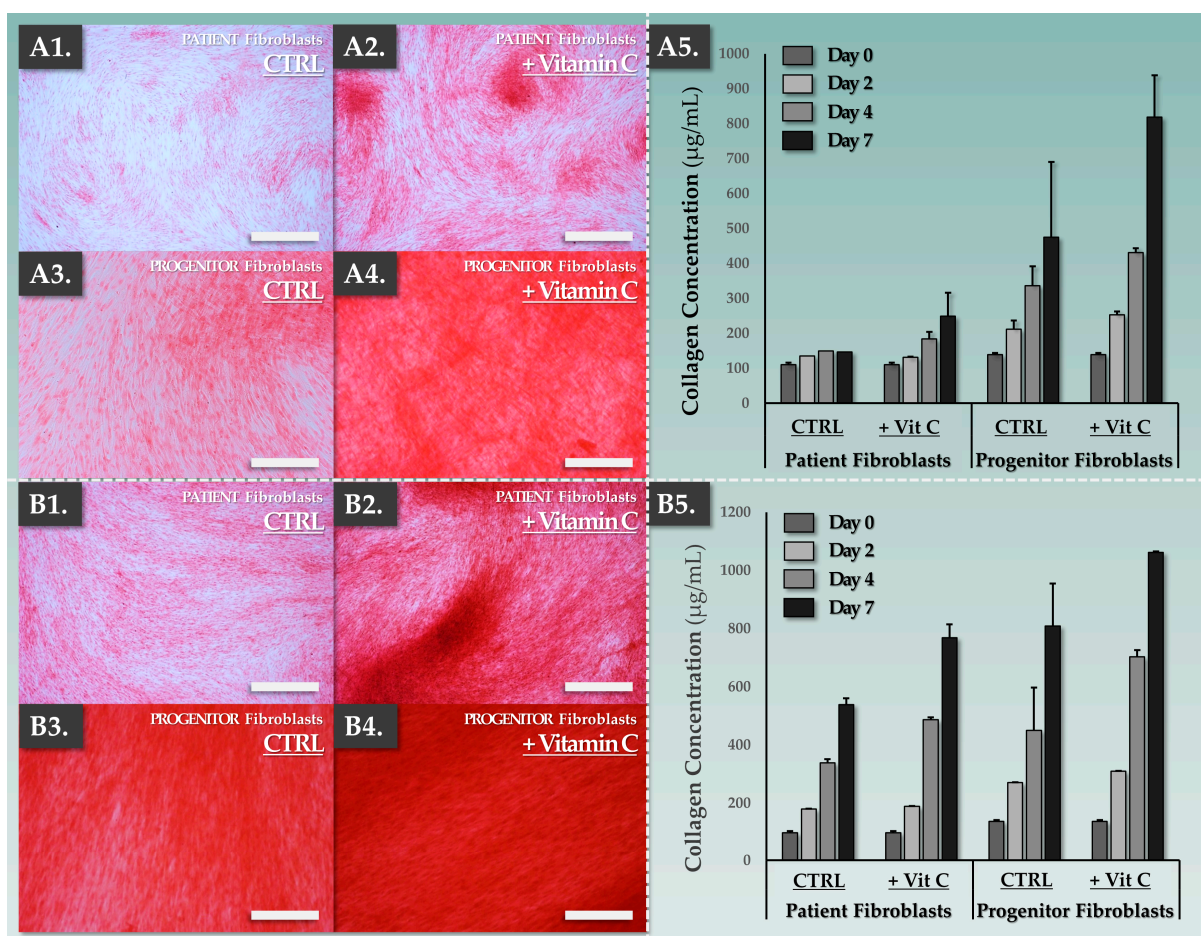 A1.
PATIENT Fibroblasts
CTRL
A2.
PATIENT Fibroblasts
+ Vitamin C
A3.
PROGENITOR Fibroblasts
CTRL
A4.
PROGENITOR Fibroblasts
+ Vitamin C
A5.
Collagen Concentration (µg/mL)
1000
900
800
700
600
500
400
300
200
100
0
Day 0
Day 2
Day 4
Day 7
CTRL
+ Vit C
CTRL
+ Vit C
Patient Fibroblasts
Progenitor Fibroblasts
B1.
PATIENT Fibroblasts
CTRL
B2.
PATIENT Fibroblasts
+ Vitamin C
B3.
PROGENITOR Fibroblasts
CTRL
B4.
PROGENITOR Fibroblasts
+ Vitamin C
B5.
Collagen Concentration (µg/mL)
1200
1000
800
600
400
200
0
Day 0
Day 2
Day 4
Day 7
CTRL
+ Vit C
CTRL
+ Vit C
Patient Fibroblasts
Progenitor Fibroblasts